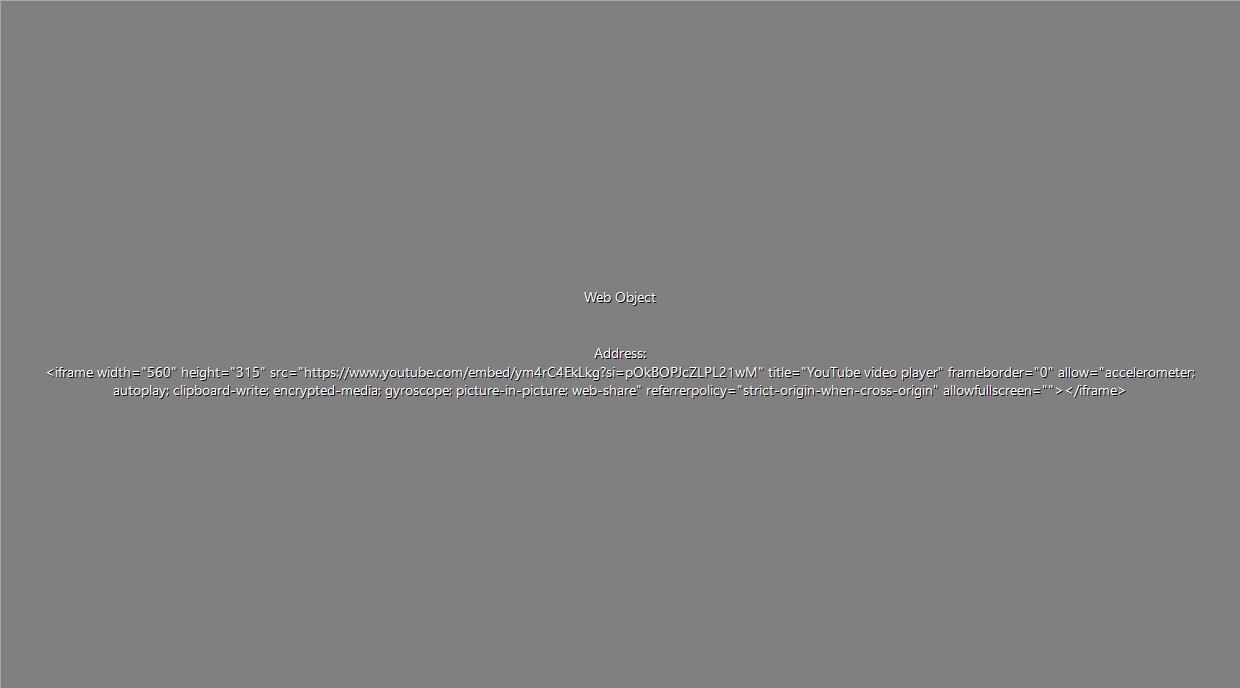 Web Object
Address:
<iframe width="560" height="315" src="https://www.youtube.com/embed/ym4rC4EkLkg?si=pOkBOPJcZLPL21wM" title="YouTube video player" frameborder="0" allow="accelerometer;
autoplay; clipboard-write; encrypted-media; gyroscope; picture-in-picture; web-share" referrerpolicy="strict-origin-when-cross-origin" allowfullscreen=""></iframe>